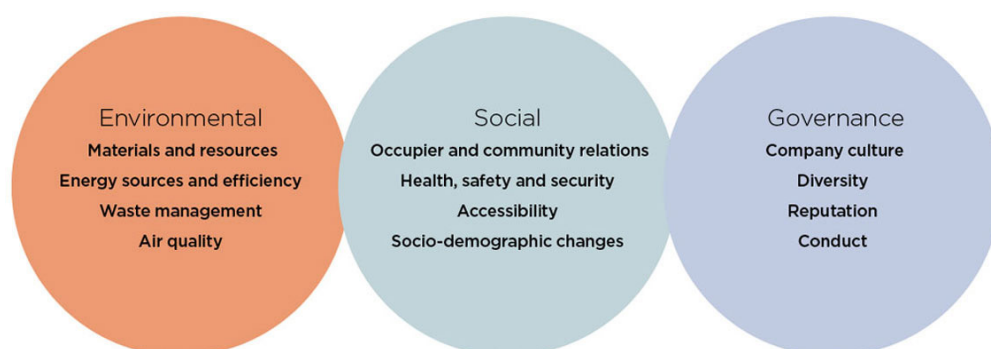 Environmental
Materials and resources
Energy sources and efficiency
Waste management
Air quality
Social
Occupier and community relations
Health, safety and security
Accessibility
Socio-demographic changes
Governance
Company culture
Diversity
Reputation
Conduct